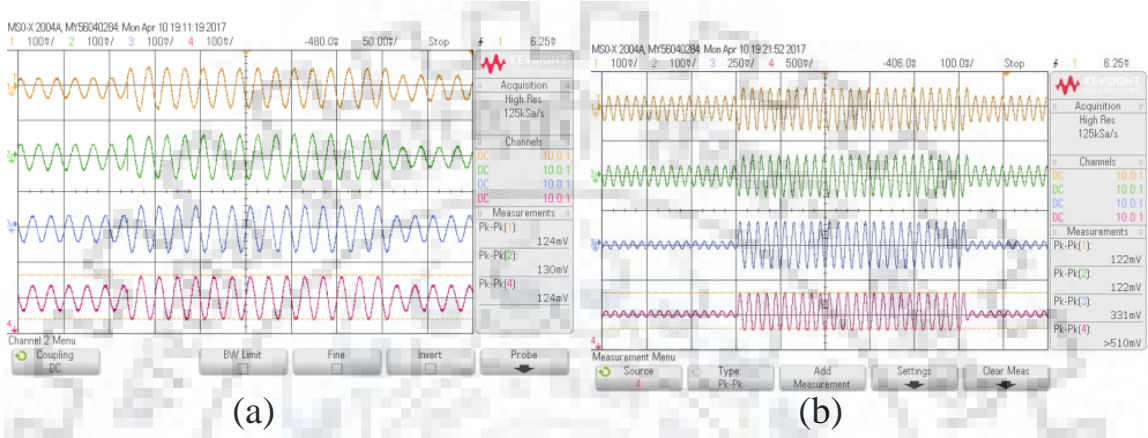 MSO-X 2004A, MY56040284: Mon Apr 10 19:11:19 2017
1 100▿/ 2 100▿/ 3 100▿/ 4 100▿/ -480.0▿ 50.00▿/ Stop 1 6.25▿
KEYSIGHT
Acquisition
High Res
125kSa/s
Channels
DC 10.0:1
DC 10.0:1
DC 10.0:1
DC 10.0:1
Measurements
Pk-Pk(1):
124mV
Pk-Pk(2):
130mV
Pk-Pk(4):
124mV
Channel 2 Menu
Coupling
DC
BW Limit
Fine
Invert
Probe
(a)
MSO-X 2004A, MY56040284: Mon Apr 10 19:21:52 2017
1 100▿/ 2 100▿/ 3 250▿/ 4 500▿/ -406.0▿ 100.0▿/ Stop 1 6.25▿
KEYSIGHT
Acquisition
High Res
125kSa/s
Channels
DC 10.0:1
DC 10.0:1
DC 10.0:1
DC 10.0:1
Measurements
Pk-Pk(1):
122mV
Pk-Pk(2):
122mV
Pk-Pk(3):
331mV
Pk-Pk(4):
>510mV
Measurement Menu
Source
4
Type:
Pk-Pk
Add
Measurement
Settings
Clear Meas
(b)